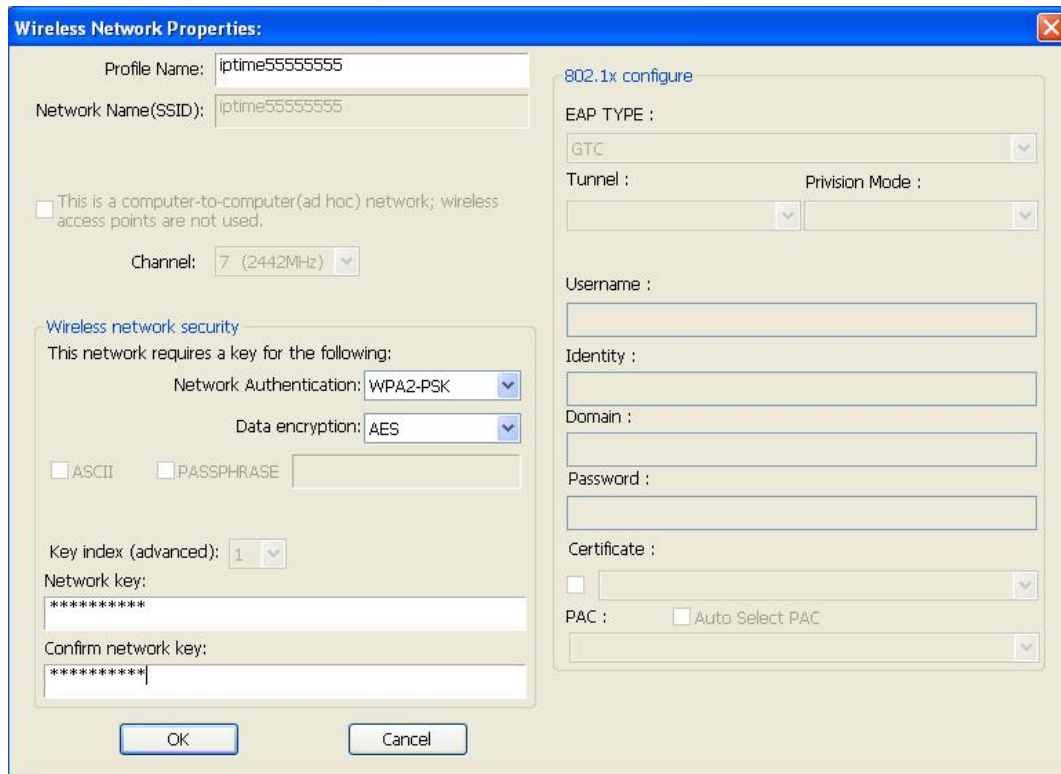 Wireless Network Properties:
Profile Name: iptime55555555
Network Name(SSID): iptime55555555
This is a computer-to-computer(ad hoc) network; wireless
access points are not used.
Channel: 7 (2442MHz)
Wireless network security
This network requires a key for the following:
Network Authentication: WPA2-PSK
Data encryption: AES
ASCII PASSPHRASE
Key index (advanced): 1
Network key:
**********
Confirm network key:
**********
OK Cancel
802.1x configure
EAP TYPE :
GTC
Tunnel : Privision Mode :
Username :
Identity :
Domain :
Password :
Certificate :
PAC : Auto Select PAC